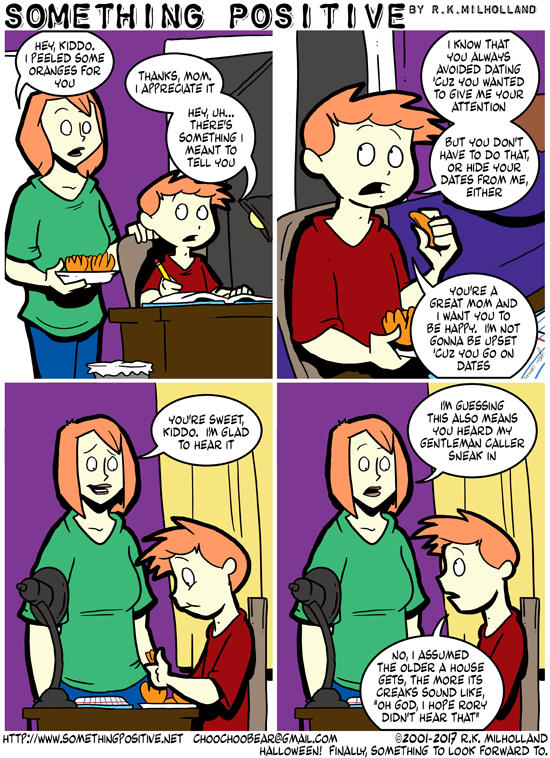 SOMETHING POSITIVE BY R.K.MILHOLLAND
HEY, KIDDO.
I PEELED SOME
ORANGES FOR
YOU
THANKS, MOM.
I APPRECIATE IT
HEY, UH...
THERE'S
SOMETHING I
MEANT TO
TELL YOU
I KNOW THAT
YOU ALWAYS
AVOIDED DATING
'CUZ YOU WANTED
TO GIVE ME YOUR
ATTENTION
BUT YOU DON'T
HAVE TO DO THAT,
OR HIDE YOUR
DATES FROM ME,
EITHER
YOU'RE A
GREAT MOM AND
I WANT YOU TO
BE HAPPY. I'M NOT
GONNA BE UPSET
'CUZ YOU GO ON
DATES
YOU'RE SWEET,
KIDDO. I'M GLAD
TO HEAR IT
I'M GUESSING
THIS ALSO MEANS
YOU HEARD MY
GENTLEMAN CALLER
SNEAK IN
NO, I ASSUMED
THE OLDER A HOUSE
GETS, THE MORE ITS
CREAKS SOUND LIKE,
"OH GOD, I HOPE RORY
DIDN'T HEAR THAT"
HTTP://WWW.SOMETHINGPOSITIVE.NET CHOOCHOOBEAR@GMAIL.COM ©2001-2017 R.K. MILHOLLAND
HALLOWEEN! FINALLY, SOMETHING TO LOOK FORWARD TO.